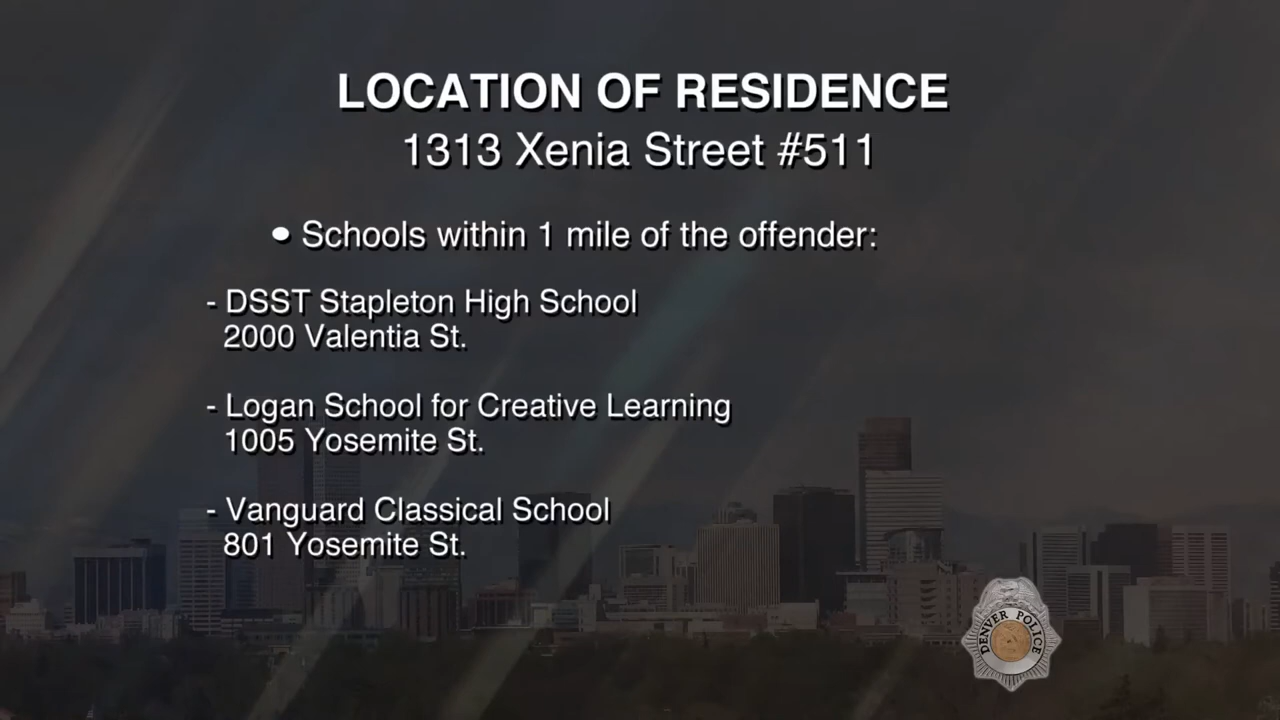 LOCATION OF RESIDENCE
1313 Xenia Street #511
• Schools within 1 mile of the offender:
- DSST Stapleton High School
2000 Valentia St.
- Logan School for Creative Learning
1005 Yosemite St.
- Vanguard Classical School
801 Yosemite St.
DENVER POLICE